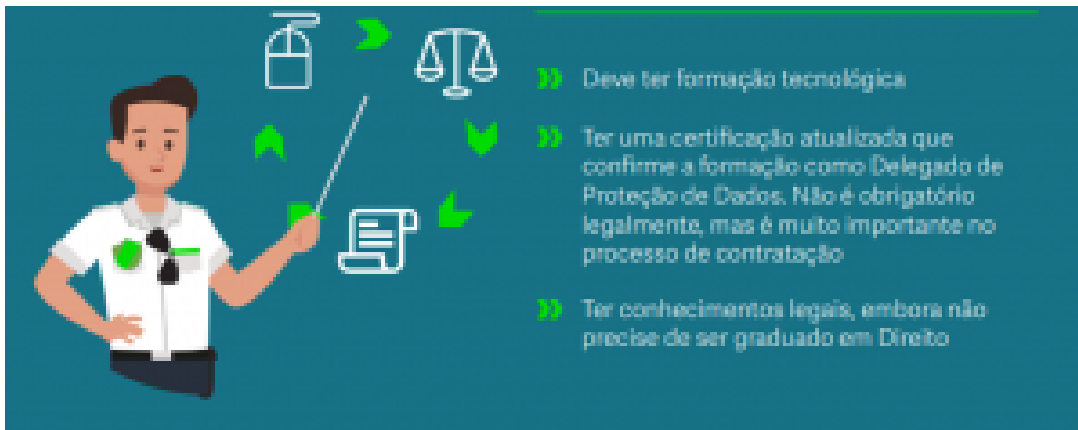 Deve ter formação tecnológica
Ter uma certificação atualizada que
confirme a formação como Delegado de
Proteção de Dados. Não é obrigatório
legalmente, mas é muito importante no
processo de contratação
Ter conhecimentos legais, embora não
precise de ser graduado em Direito